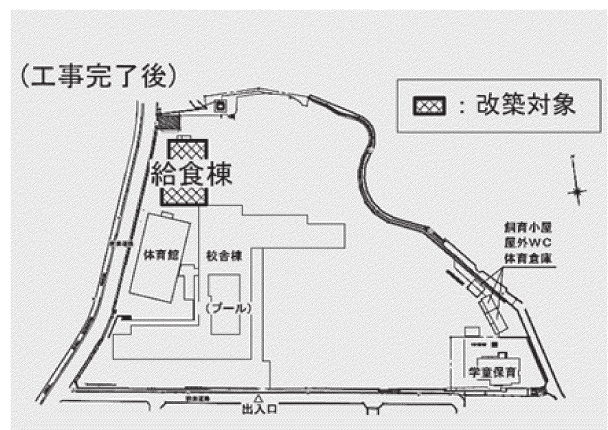 (工事完了後)
：改築対象
給食棟
飼育小屋
屋外WC
体育倉庫
体育館
校舎棟
(プール)
学童保育
出入口